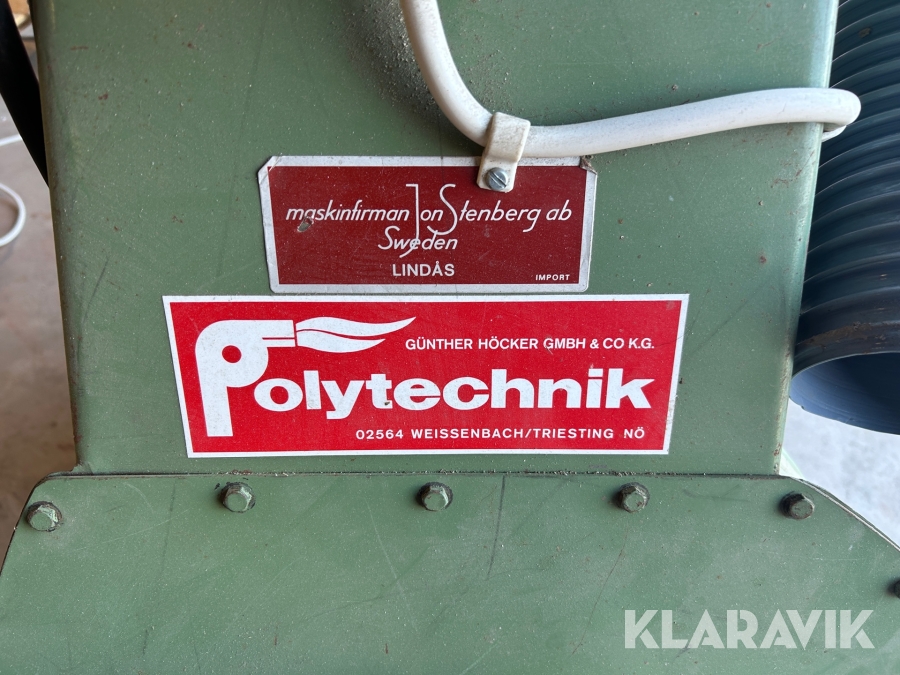 maskinfirman Jon Stenberg ab
Sweden
LINDÅS
IMPORT
GÜNTHER HÖCKER GMBH & CO K.G.
Polytechnik
02564 WEISSENBACH/TRIESTING NÖ
KLARAVIK